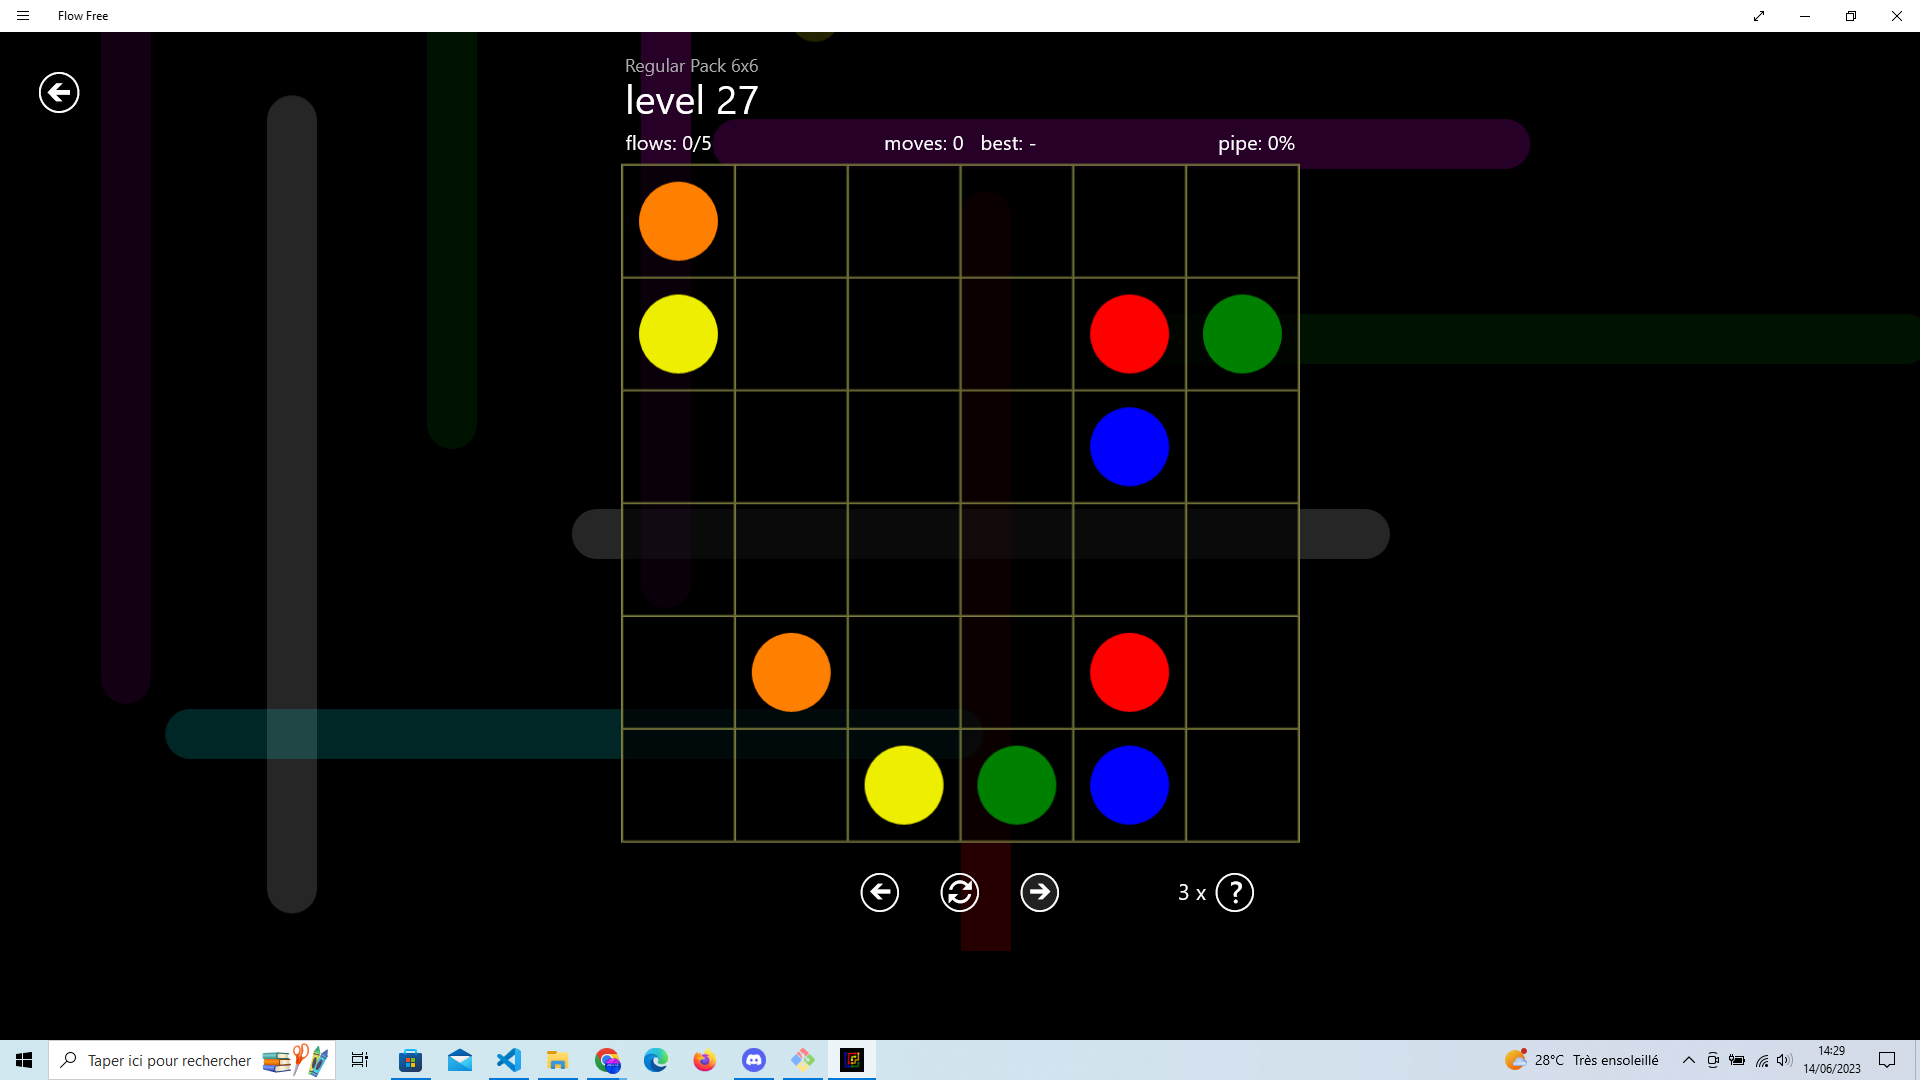 Flow Free
Regular Pack 6x6
level 27
flows: 0/5 moves: 0 best: - pipe: 0%
3 x ?
Taper ici pour rechercher
28°C Très ensoleillé
14:29
14/06/2023